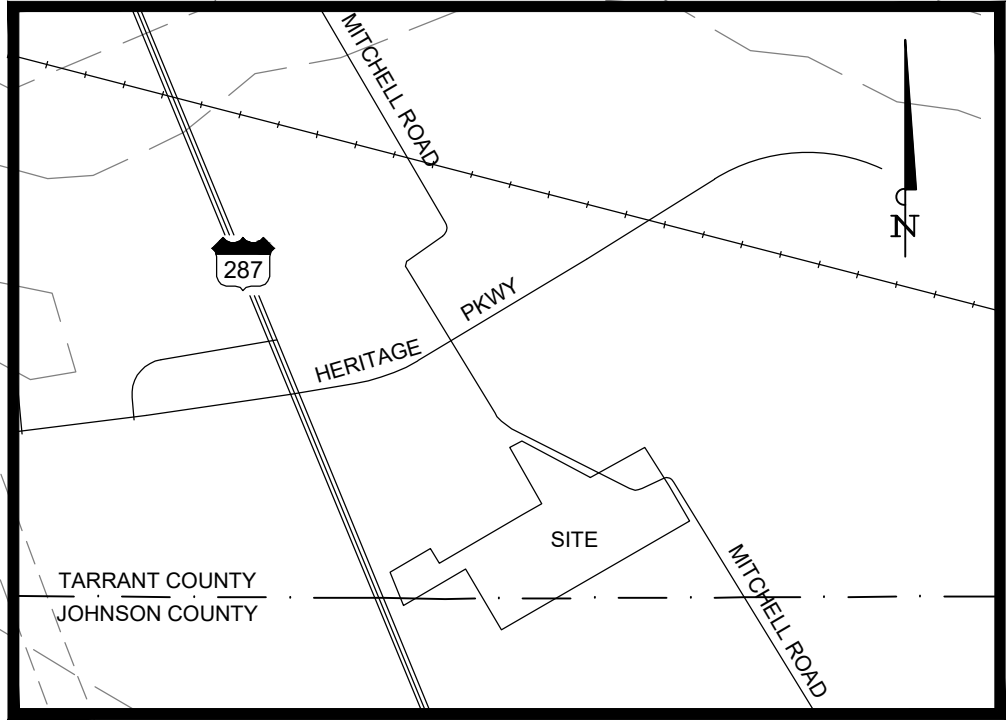 MITCHELL ROAD
N
287
PKWY
HERITAGE
SITE
TARRANT COUNTY
JOHNSON COUNTY
MITCHELL ROAD